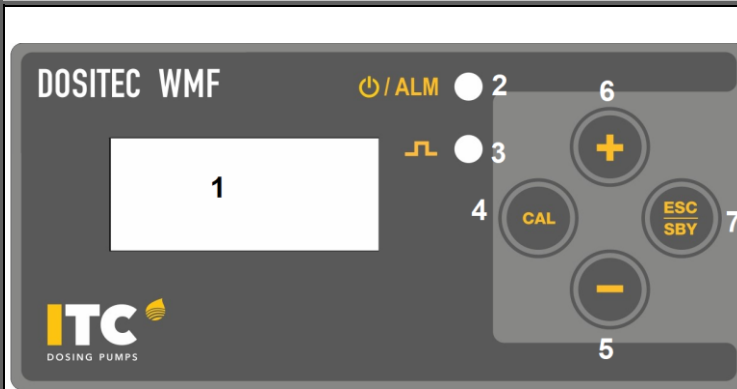 DOSITEC WMF
⏻/ALM 2
6
⎍ 3
+
1
4 CAL
ESC
SBY 7
−
ITC
DOSING PUMPS
5